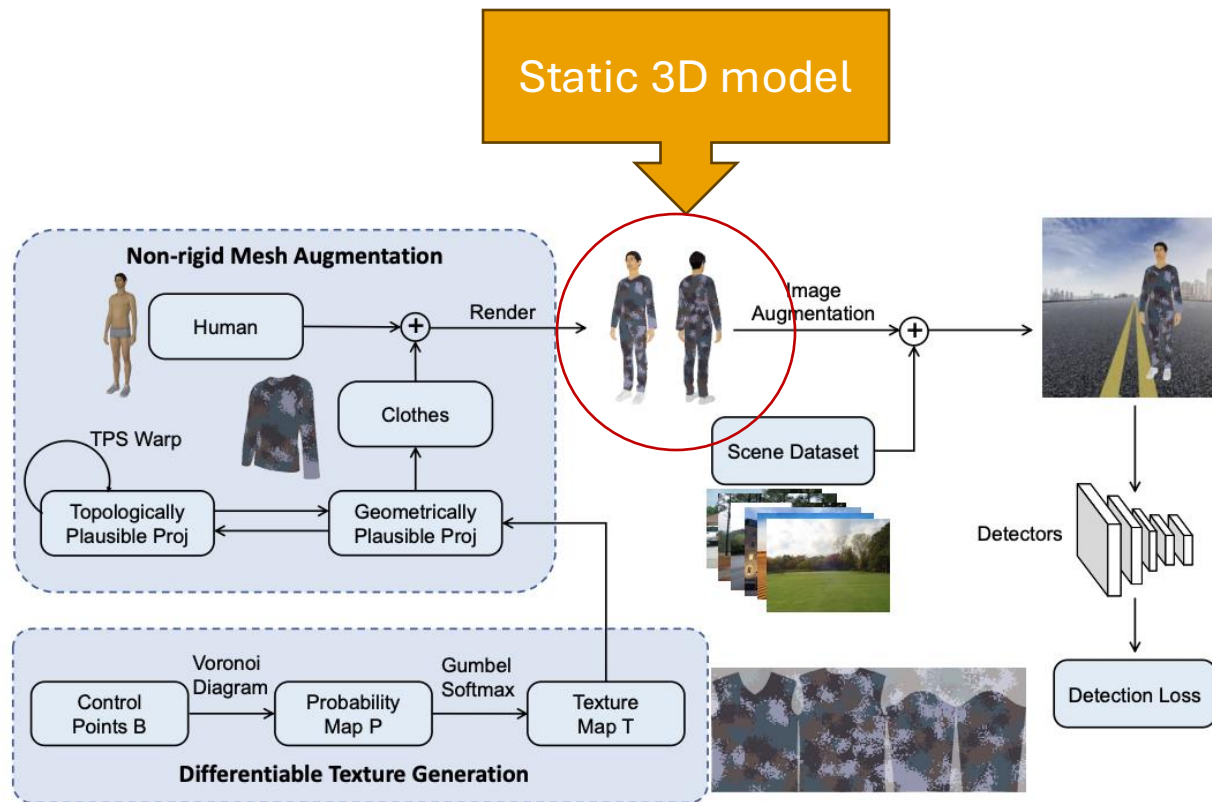 Static 3D model
Non-rigid Mesh Augmentation
Human
Render
Image
Augmentation
Clothes
TPS Warp
Scene Dataset
Topologically
Plausible Proj
Geometrically
Plausible Proj
Detectors
Voronoi
Diagram
Gumbel
Softmax
Control
Points B
Probability
Map P
Texture
Map T
Detection Loss
Differentiable Texture Generation